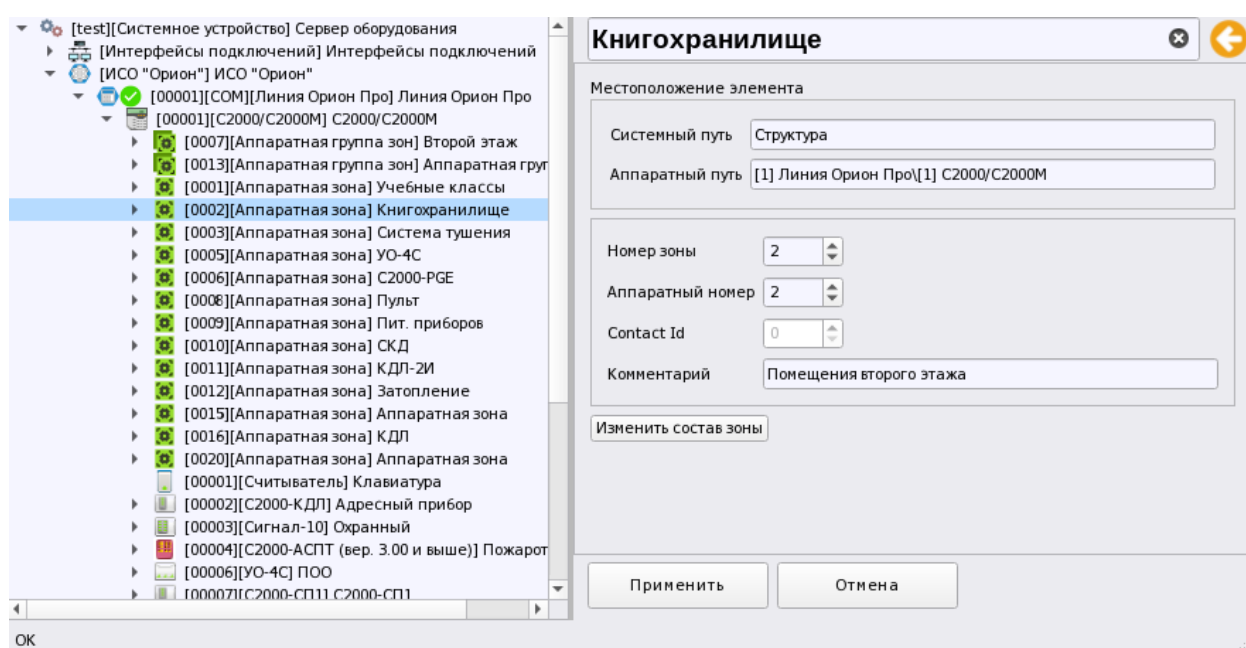 [test][Системное устройство] Сервер оборудования
[Интерфейсы подключений] Интерфейсы подключений
[ИСО "Орион"] ИСО "Орион"
[00001][COM][Линия Орион Про] Линия Орион Про
[00001][С2000/С2000М] С2000/С2000М
[0007][Аппаратная группа зон] Второй этаж
[0013][Аппаратная группа зон] Аппаратная груг
[0001][Аппаратная зона] Учебные классы
[0002][Аппаратная зона] Книгохранилище
[0003][Аппаратная зона] Система тушения
[0005][Аппаратная зона] УО-4С
[0006][Аппаратная зона] С2000-PGE
[0008][Аппаратная зона] Пульт
[0009][Аппаратная зона] Пит. приборов
[0010][Аппаратная зона] СКД
[0011][Аппаратная зона] КДЛ-2И
[0012][Аппаратная зона] Затопление
[0015][Аппаратная зона] Аппаратная зона
[0016][Аппаратная зона] КДЛ
[0020][Аппаратная зона] Аппаратная зона
[00001][Считыватель] Клавиатура
[00002][С2000-КДЛ] Адресный прибор
[00003][Сигнал-10] Охранный
[00004][С2000-АСПТ (вер. 3.00 и выше)] Пожарот
[00006][УО-4С] ПОО
[00007][С2000-СП1] С2000-СП1
OK
Книгохранилище
Местоположение элемента
Системный путь Структура
Аппаратный путь [1] Линия Орион Про\[1] С2000/С2000М
Номер зоны 2
Аппаратный номер 2
Contact Id 0
Комментарий Помещения второго этажа
Изменить состав зоны
Применить Отмена